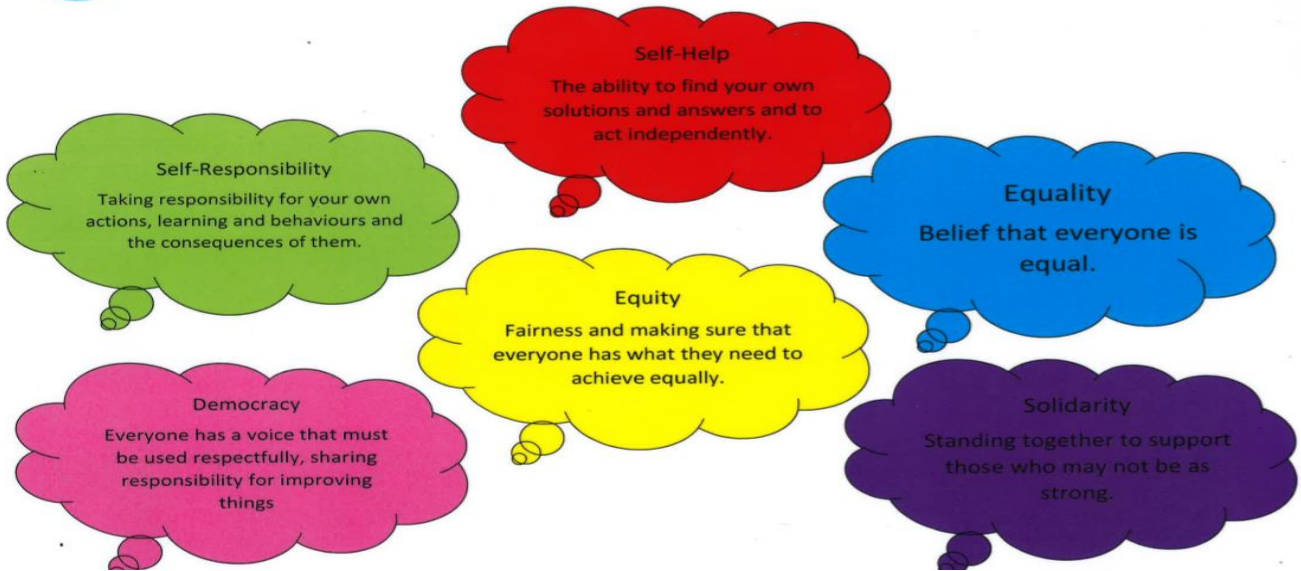 Self-Help
The ability to find your own
solutions and answers and to
act independently.
Self-Responsibility
Taking responsibility for your own
actions, learning and behaviours and
the consequences of them.
Equality
Belief that everyone is
equal.
Equity
Fairness and making sure that
everyone has what they need to
achieve equally.
Democracy
Everyone has a voice that must
be used respectfully, sharing
responsibility for improving
things
Solidarity
Standing together to support
those who may not be as
strong.